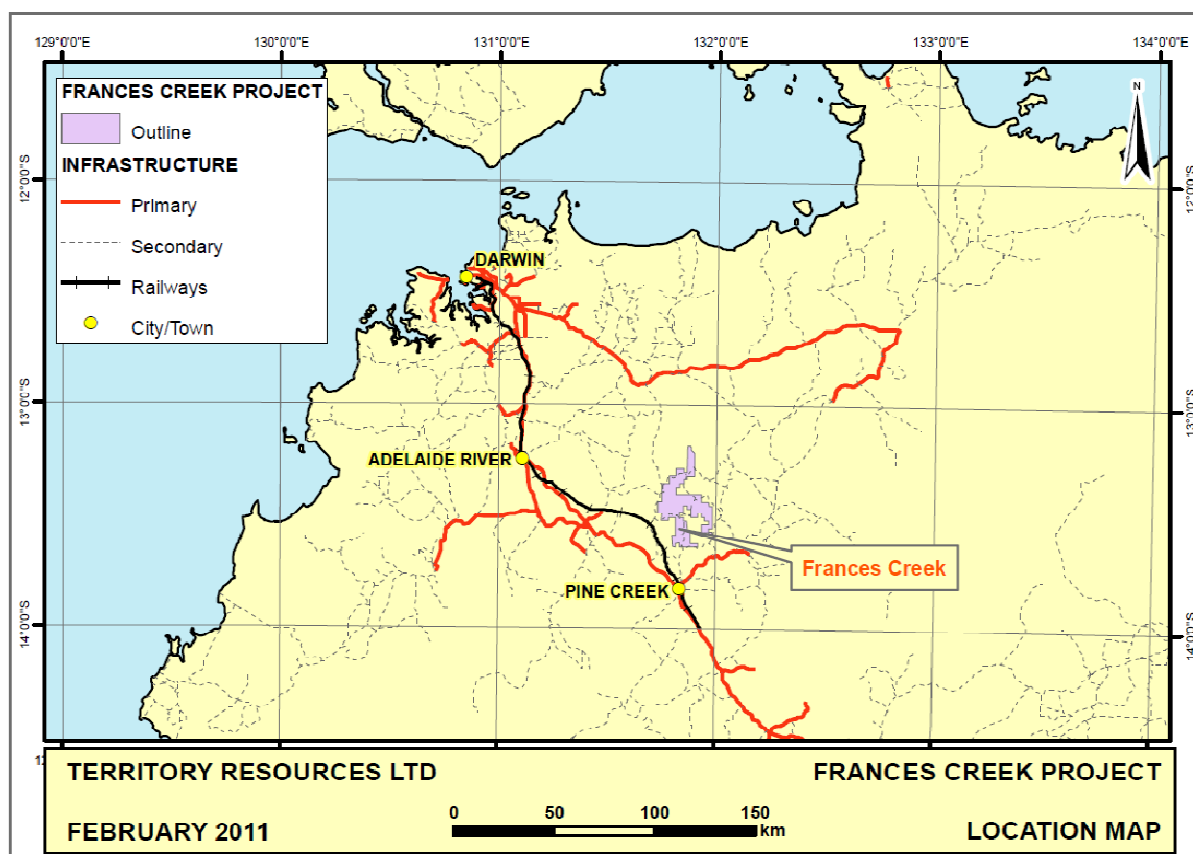 129°0'0"E 130°0'0"E 131°0'0"E 132°0'0"E 133°0'0"E 134°0'0"E
FRANCES CREEK PROJECT
Outline
INFRASTRUCTURE
Primary
Secondary
Railways
City/Town
N
12°0'0"S 12°0'0"S
DARWIN
13°0'0"S 13°0'0"S
ADELAIDE RIVER
Frances Creek
PINE CREEK
14°0'0"S 14°0'0"S
TERRITORY RESOURCES LTD FRANCES CREEK PROJECT
0 50 100 150
km
FEBRUARY 2011 LOCATION MAP